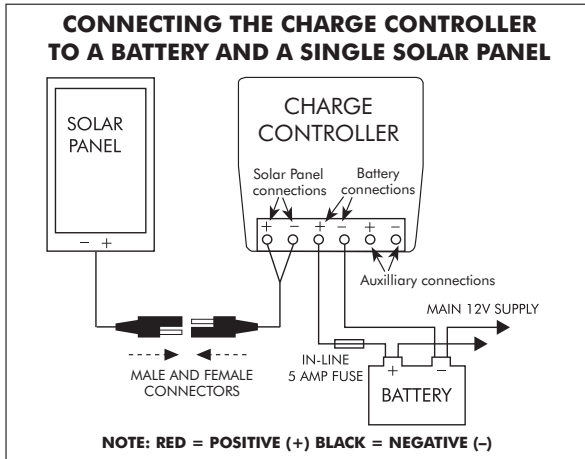 CONNECTING THE CHARGE CONTROLLER
TO A BATTERY AND A SINGLE SOLAR PANEL
SOLAR
PANEL
– +
CHARGE
CONTROLLER
Solar Panel
connections
Battery
connections
+ – + – + –
Auxilliary connections
MALE AND FEMALE
CONNECTORS
IN-LINE
5 AMP FUSE
MAIN 12V SUPPLY
+ –
BATTERY
NOTE: RED = POSITIVE (+) BLACK = NEGATIVE (–)